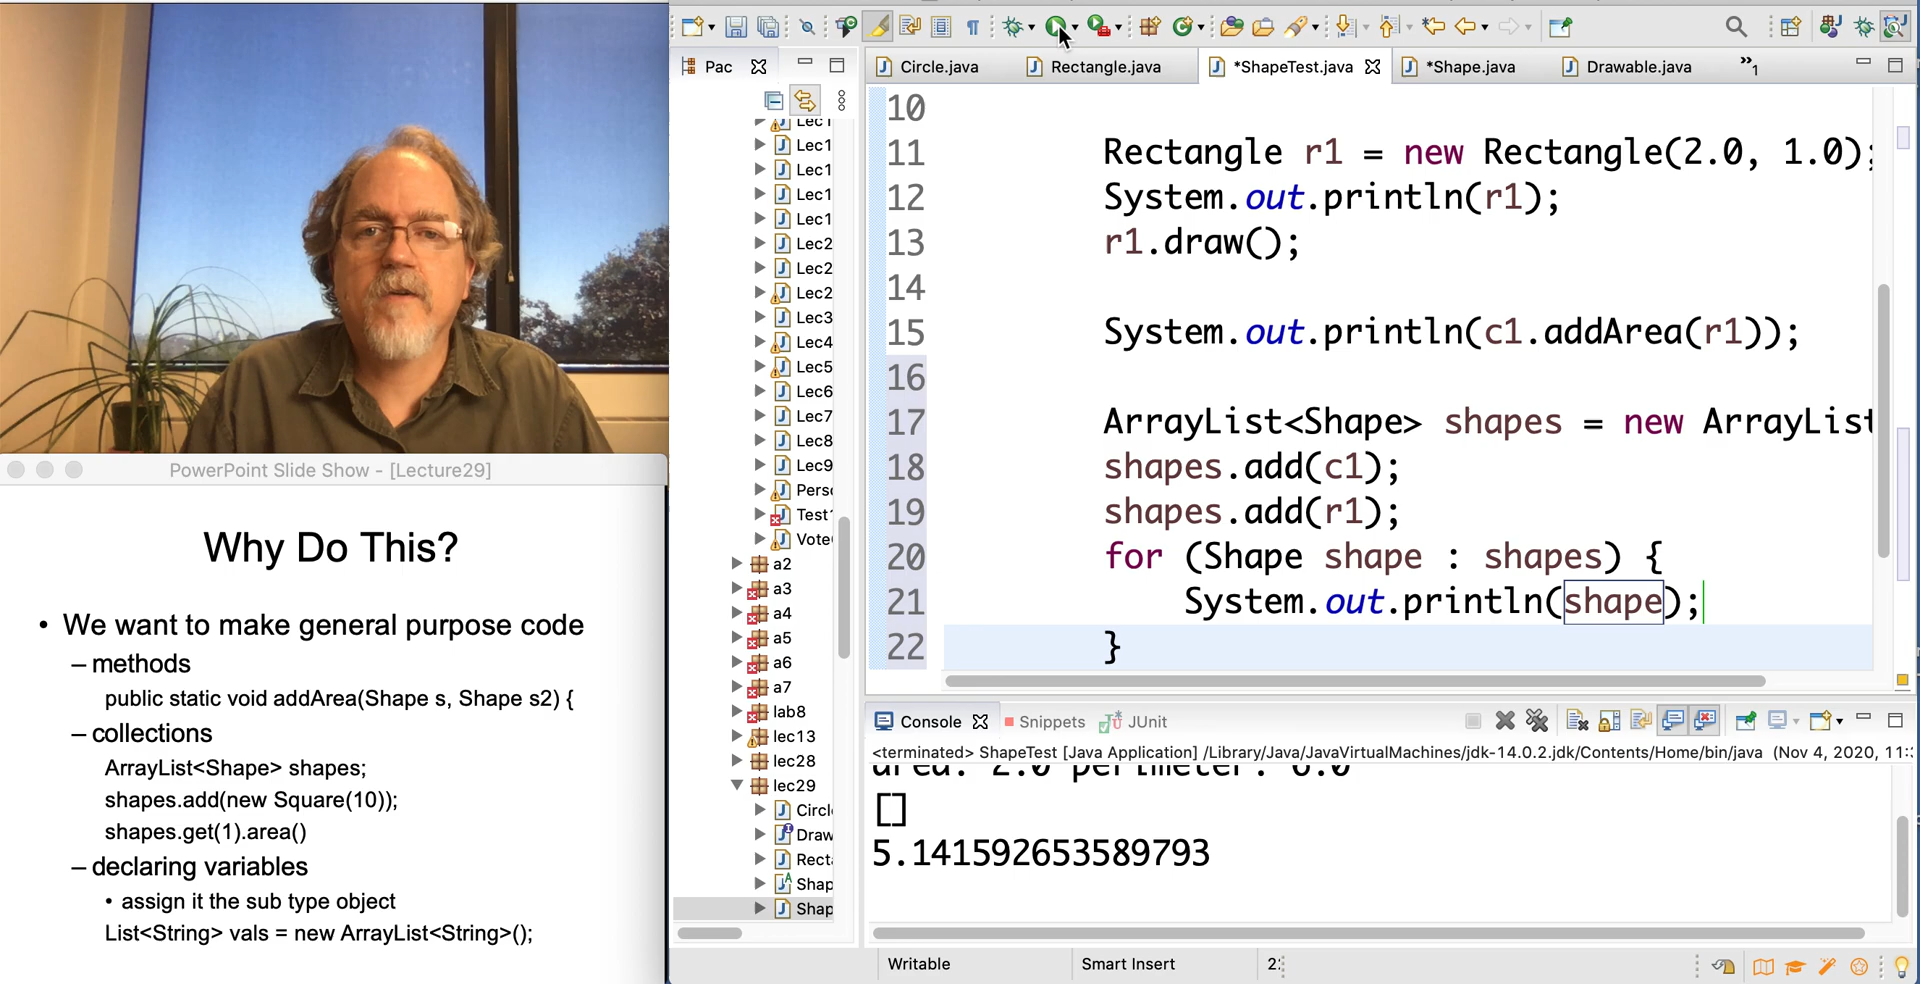 Pac
Circle.java
Rectangle.java
*ShapeTest.java
*Shape.java
Drawable.java
»1
Lec1
Lec1
Lec1
Lec1
Lec1
Lec2
Lec2
Lec2
Lec3
Lec4
Lec5
Lec6
Lec7
Lec8
Lec9
Pers
Test
Vote
a2
a3
a4
a5
a6
a7
lab8
lec13
lec28
lec29
Circl
Draw
Rect
Shap
Shap
10
11 Rectangle r1 = new Rectangle(2.0, 1.0);
12 System.out.println(r1);
13 r1.draw();
14
15 System.out.println(c1.addArea(r1));
16
17 ArrayList<Shape> shapes = new ArrayList
18 shapes.add(c1);
19 shapes.add(r1);
20 for (Shape shape : shapes) {
21 System.out.println(shape);
22 }
PowerPoint Slide Show - [Lecture29]
Why Do This?
• We want to make general purpose code
– methods
public static void addArea(Shape s, Shape s2) {
– collections
ArrayList<Shape> shapes;
shapes.add(new Square(10));
shapes.get(1).area()
– declaring variables
• assign it the sub type object
List<String> vals = new ArrayList<String>();
Console
Snippets
JUnit
<terminated> ShapeTest [Java Application] /Library/Java/JavaVirtualMachines/jdk-14.0.2.jdk/Contents/Home/bin/java (Nov 4, 2020, 11:
area: 2.0 perimeter: 6.0
[]
5.141592653589793
Writable
Smart Insert